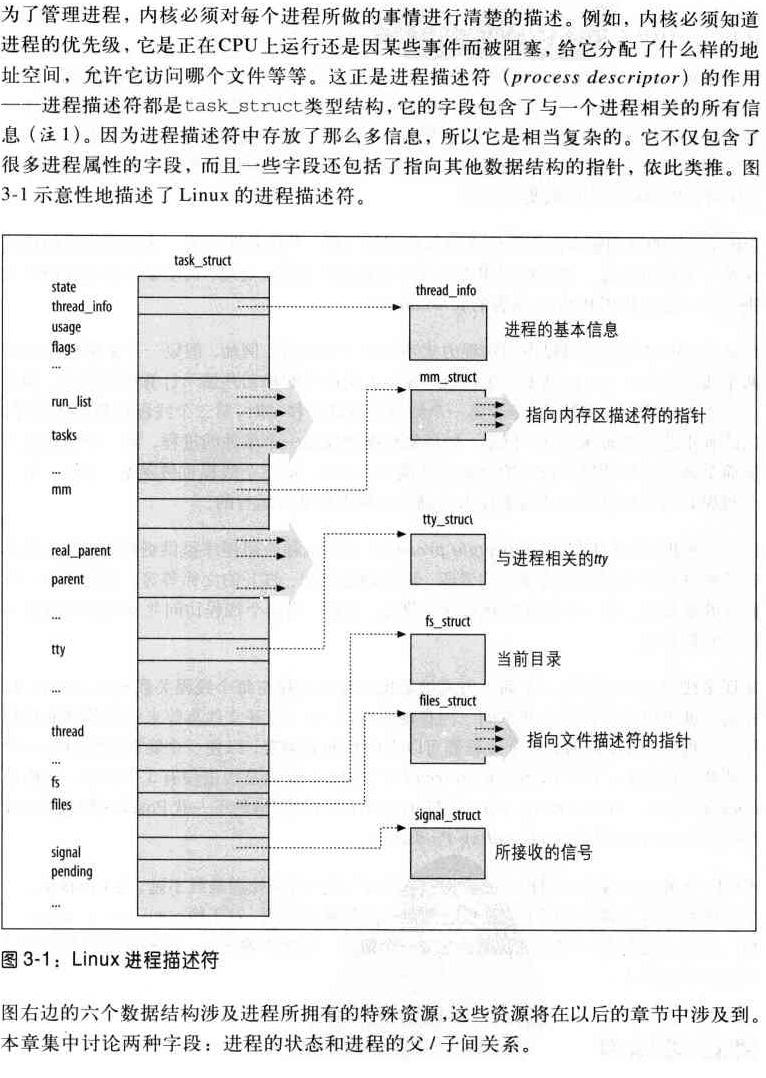 为了管理进程，内核必须对每个进程所做的事情进行清楚的描述。例如，内核必须知道
进程的优先级，它是正在CPU上运行还是因某些事件而被阻塞，给它分配了什么样的地
址空间，允许它访问哪个文件等等。这正是进程描述符（process descriptor）的作用
——进程描述符都是task_struct类型结构，它的字段包含了与一个进程相关的所有信
息（注1）。因为进程描述符中存放了那么多信息，所以它是相当复杂的。它不仅包含了
很多进程属性的字段，而且一些字段还包括了指向其他数据结构的指针，依此类推。图
3-1示意性地描述了Linux的进程描述符。
task_struct
state
thread_info
usage
flags
...
run_list
tasks
...
mm
real_parent
parent
...
tty
...
thread
...
fs
files
signal
pending
...
thread_info
进程的基本信息
mm_struct
指向内存区描述符的指针
tty_struct
与进程相关的tty
fs_struct
当前目录
files_struct
指向文件描述符的指针
signal_struct
所接收的信号
图 3-1：Linux 进程描述符
图右边的六个数据结构涉及进程所拥有的特殊资源，这些资源将在以后的章节中涉及到。
本章集中讨论两种字段：进程的状态和进程的父/子间关系。